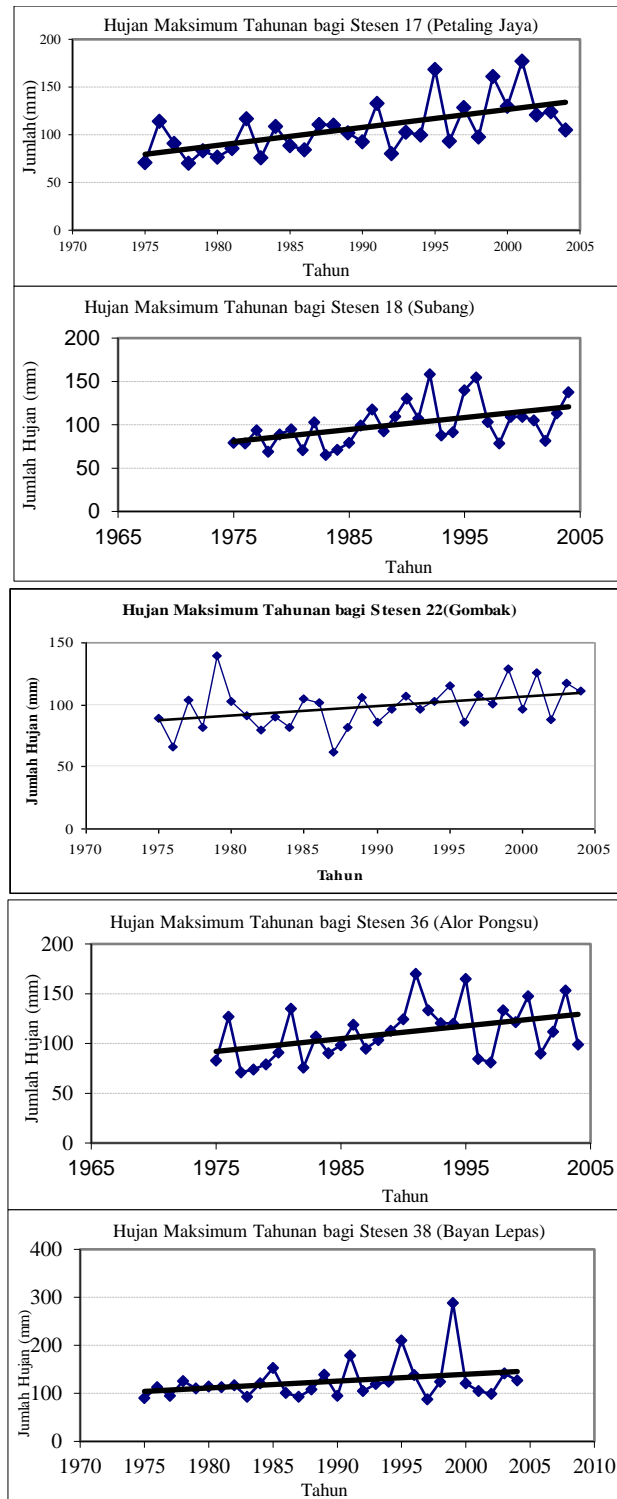 Hujan Maksimum Tahunan bagi Stesen 17 (Petaling Jaya)
Jumlah(mm)
200
150
100
50
0
1970 1975 1980 1985 1990 1995 2000 2005
Tahun
Hujan Maksimum Tahunan bagi Stesen 18 (Subang)
Jumlah Hujan (mm)
200
150
100
50
0
1965 1975 1985 1995 2005
Tahun
Hujan Maksimum Tahunan bagi Stesen 22(Gombak)
Jumlah Hujan (mm)
150
100
50
0
1970 1975 1980 1985 1990 1995 2000 2005
Tahun
Hujan Maksimum Tahunan bagi Stesen 36 (Alor Pongsu)
Jumlah Hujan (mm)
200
150
100
50
0
1965 1975 1985 1995 2005
Tahun
Hujan Maksimum Tahunan bagi Stesen 38 (Bayan Lepas)
Jumlah Hujan (mm)
400
300
200
100
0
1970 1975 1980 1985 1990 1995 2000 2005 2010
Tahun